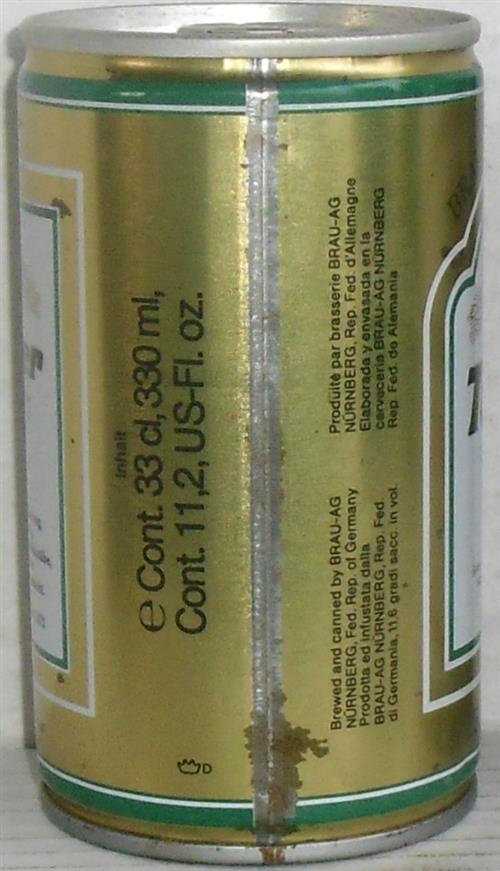 Inhalt
e Cont. 33 cl, 330 ml,
Cont. 11,2, US-Fl. oz.
D
Brewed and canned by BRAU-AG
NÜRNBERG, Fed. Rep. of Germany
Prodotta ed infustata dalla
BRAU-AG NÜRNBERG, Rep. Fed.
di Germania, 11,6 gradi sacc. in vol.
Produite par brasserie BRAU-AG
NÜRNBERG, Rep. Fed. d'Allemagne
Elaborada y envasada en la
cerveceria BRAU-AG NÜRNBERG
Rep. Fed. de Alemania